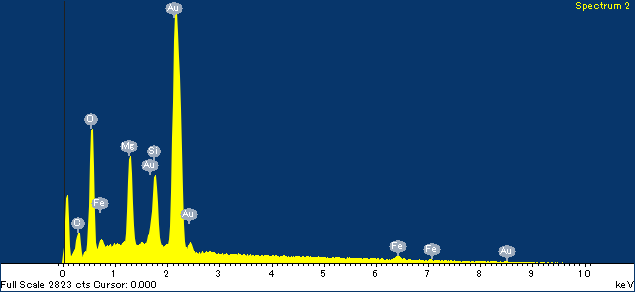 Spectrum 2
Au
O
Mg
Si
Au
Fe
Au
O
Fe
Fe
Au
0 1 2 3 4 5 6 7 8 9 10
Full Scale 2823 cts Cursor: 0.000 keV